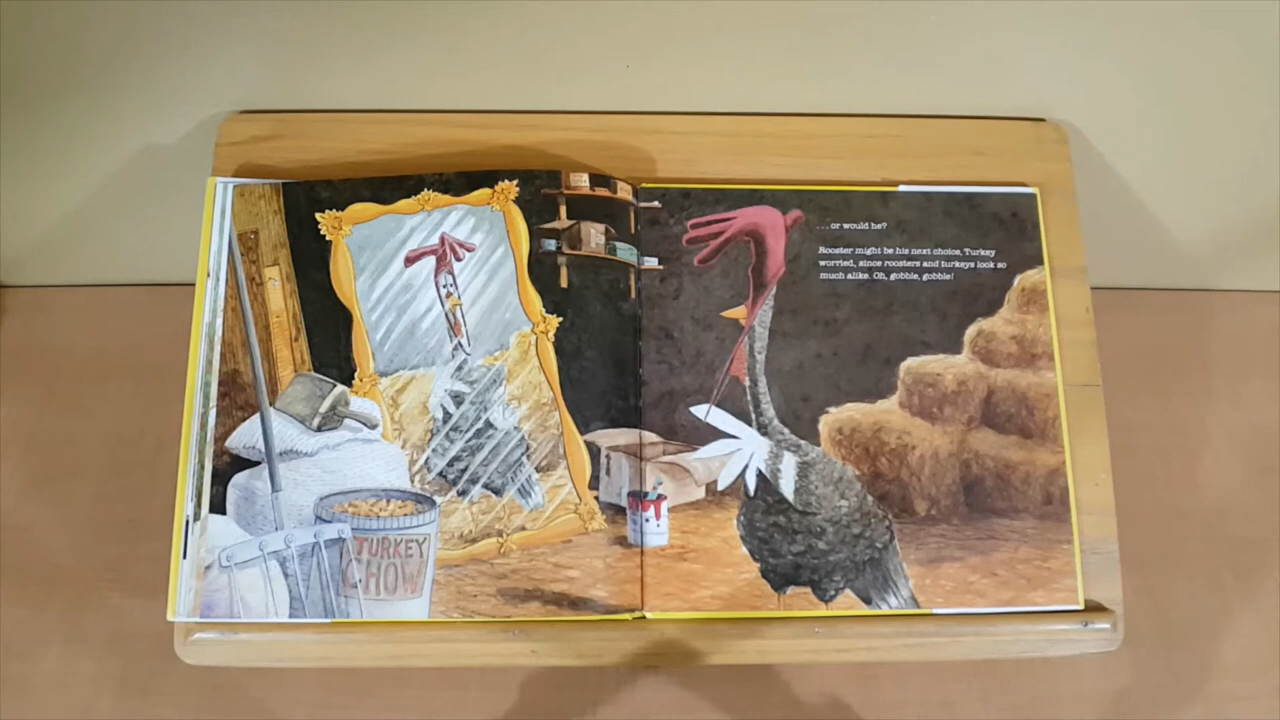 TURKEY
CHOW
. . . or would he?
Rooster might be his next choice, Turkey
worried, since roosters and turkeys look so
much alike. Oh, gobble, gobble!